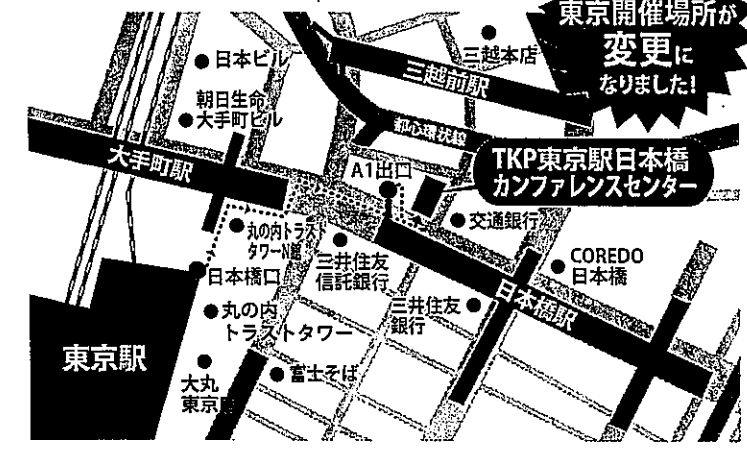 東京開催場所が
変更に
なりました!
三越本店
日本ビル
三越前駅
朝日生命
大手町ビル
都心環状線
大手町駅
A1出口
TKP東京駅日本橋
カンファレンスセンター
交通銀行
丸の内トラスト
タワーN館
三井住友
信託銀行
COREDO
日本橋
日本橋口
日本橋駅
三井住友
銀行
丸の内
トラストタワー
東京駅
富士そば
大丸
東京